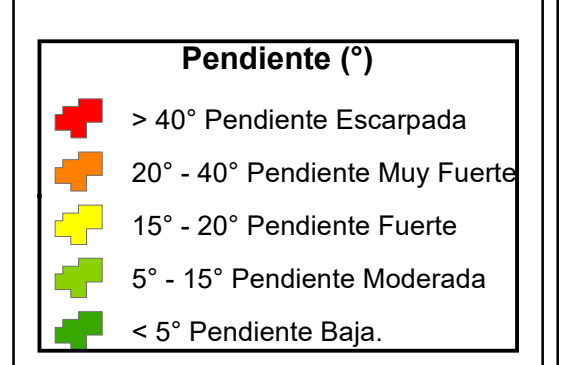 Pendiente (°)
> 40° Pendiente Escarpada
20° - 40° Pendiente Muy Fuerte
15° - 20° Pendiente Fuerte
5° - 15° Pendiente Moderada
< 5° Pendiente Baja.